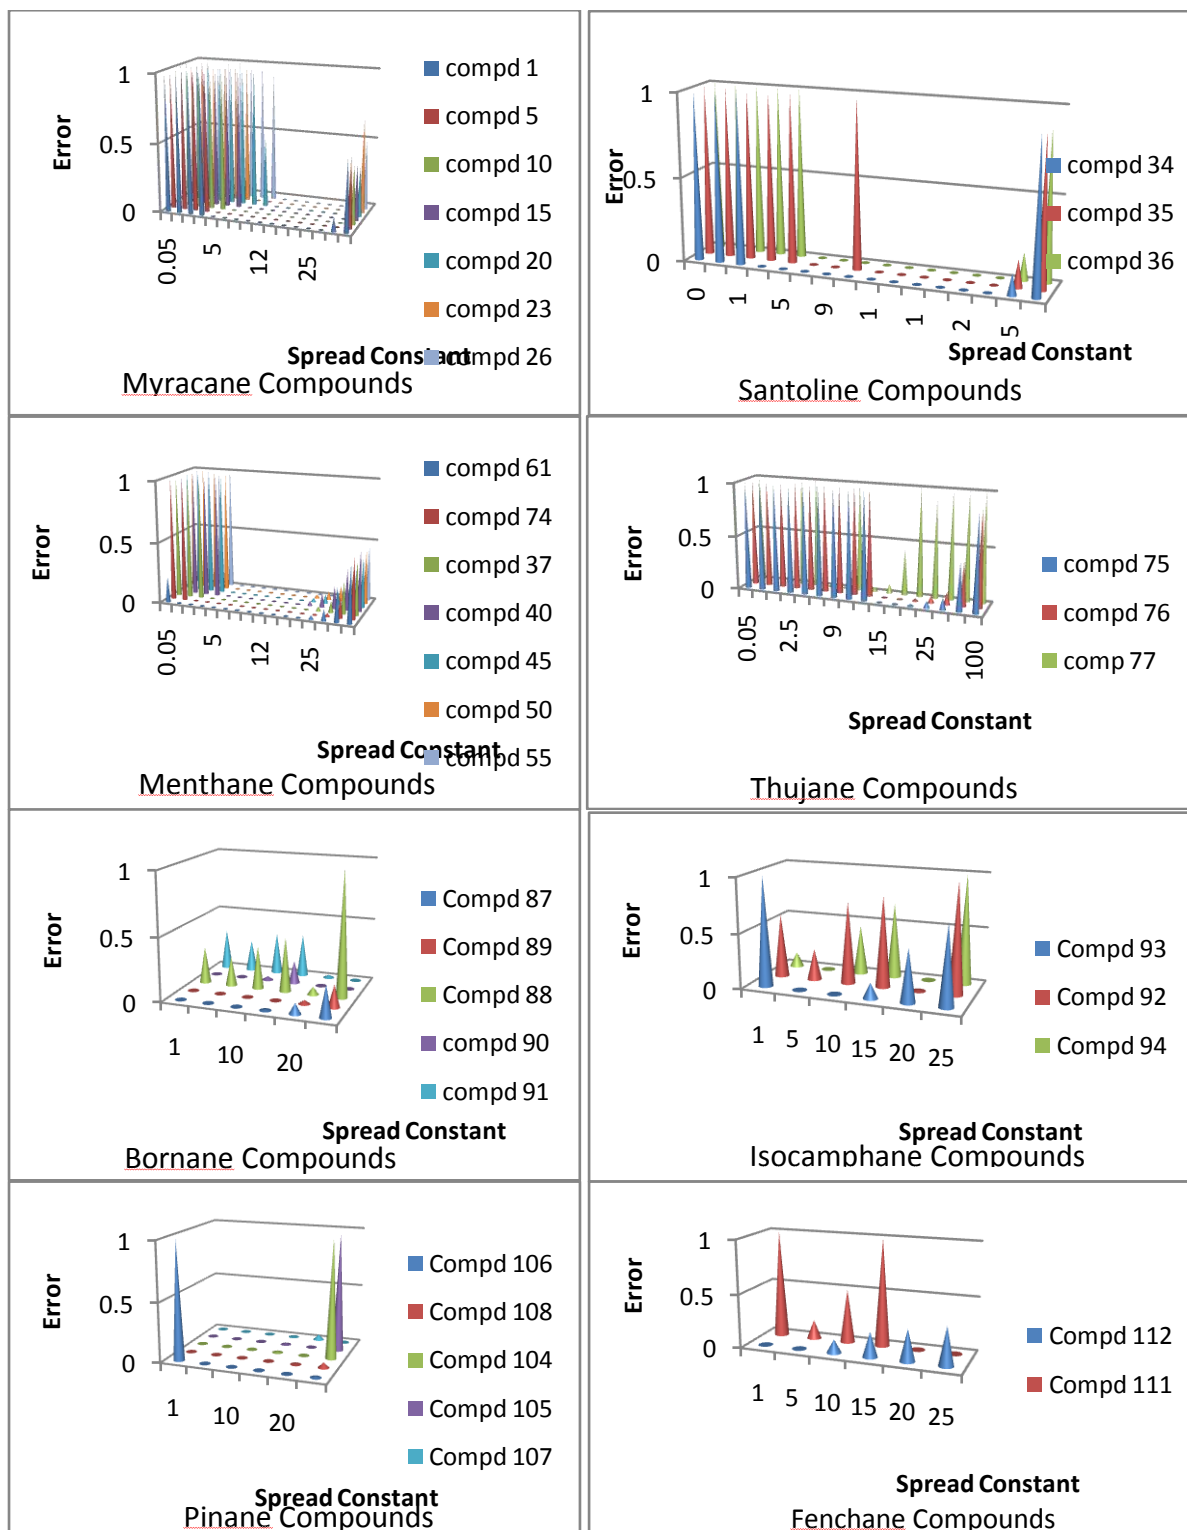 1
0.5
0
Error
0.05
5
12
25
Spread Constant
compd 1
compd 5
compd 10
compd 15
compd 20
compd 23
compd 26
Myracane Compounds
1
0.5
0
Error
0
1
5
9
1
1
2
5
Spread Constant
compd 34
compd 35
compd 36
Santoline Compounds
1
0.5
0
Error
0.05
5
12
25
Spread Constant
compd 61
compd 74
compd 37
compd 40
compd 45
compd 50
compd 55
Menthane Compounds
1
0.5
0
Error
0.05
2.5
9
15
25
100
Spread Constant
compd 75
compd 76
comp 77
Thujane Compounds
1
0.5
0
Error
1
10
20
Spread Constant
Compd 87
Compd 89
Compd 88
compd 90
compd 91
Bornane Compounds
1
0.5
0
Error
1 5 10 15 20 25
Spread Constant
Compd 93
Compd 92
Compd 94
Isocamphane Compounds
1
0.5
0
Error
1
10
20
Spread Constant
Compd 106
Compd 108
Compd 104
Compd 105
Compd 107
Pinane Compounds
1
0.5
0
Error
1 5 10 15 20 25
Spread Constant
Compd 112
Compd 111
Fenchane Compounds